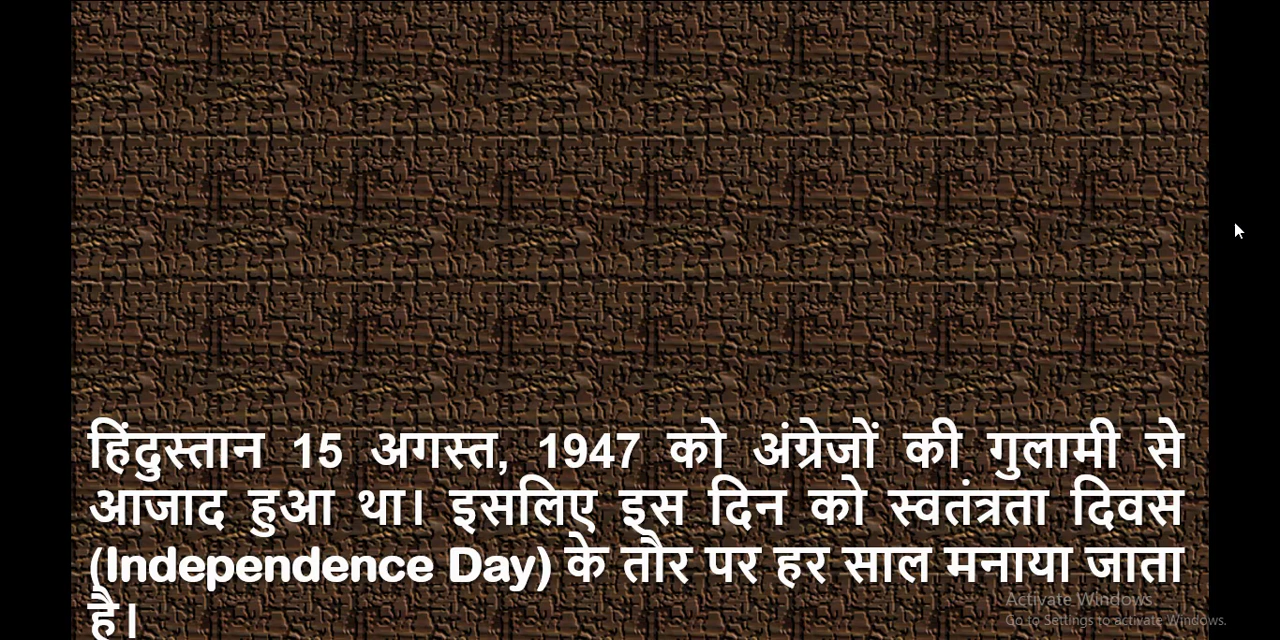 हिंदुस्तान 15 अगस्त, 1947 को अंग्रेजों की गुलामी से
आजाद हुआ था। इसलिए इस दिन को स्वतंत्रता दिवस
(Independence Day) के तौर पर हर साल मनाया जाता
है।
Activate Windows
Go to Settings to activate Windows.